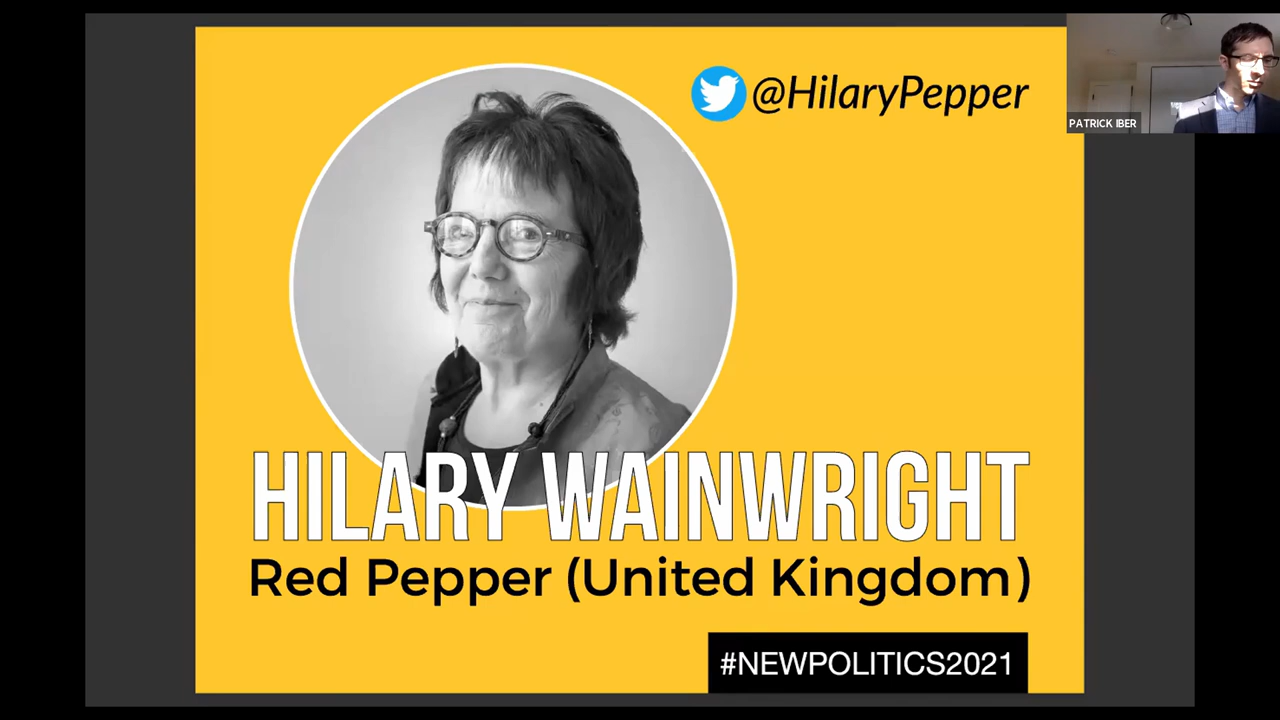 @HilaryPepper
PATRICK IBER
HILARY WAINWRIGHT
Red Pepper (United Kingdom)
#NEWPOLITICS2021